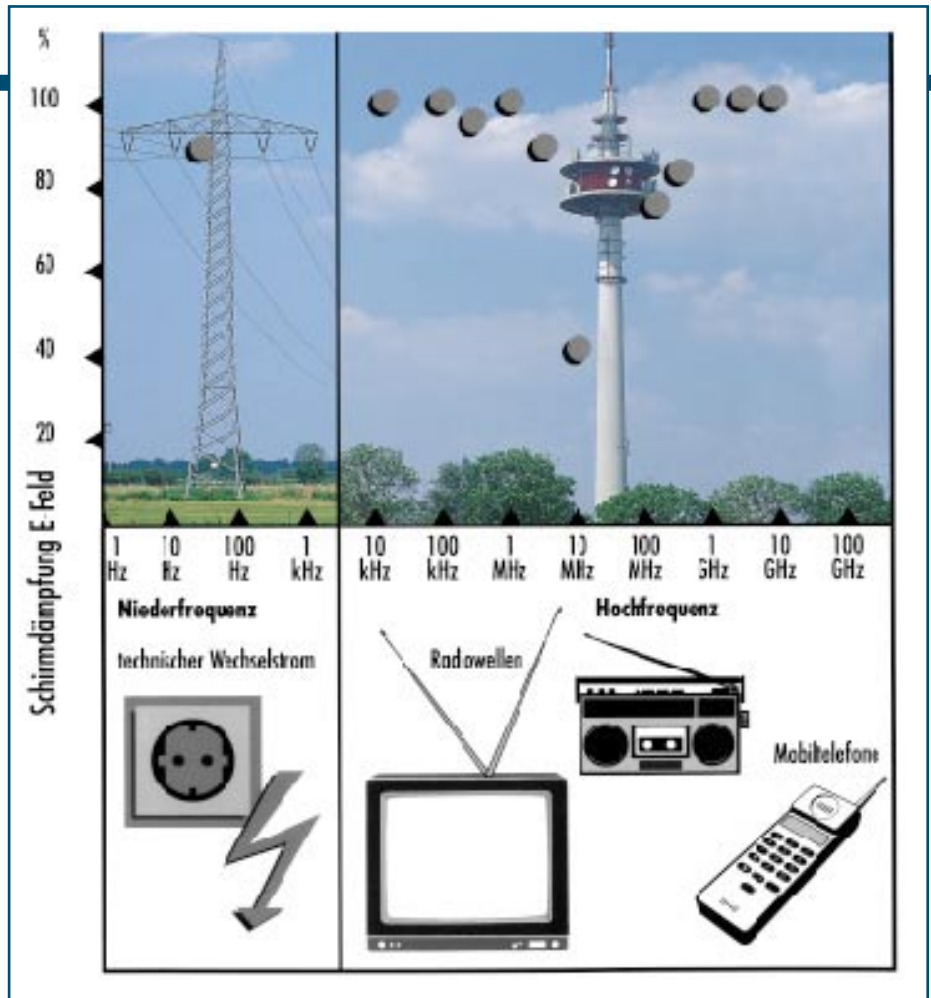 %
100
80
60
40
20
Schirmdämpfung E-Feld
1 Hz
10 Hz
100 Hz
1 kHz
10 kHz
100 kHz
1 MHz
10 MHz
100 MHz
1 GHz
10 GHz
100 GHz
Niederfrequenz
Hochfrequenz
technischer Wechselstrom
Radiowellen
Mobiltelefone